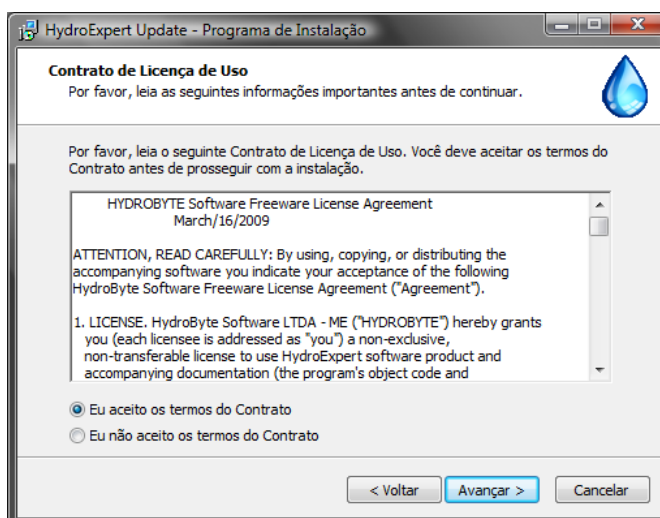 HydroExpert Update - Programa de Instalação
Contrato de Licença de Uso
Por favor, leia as seguintes informações importantes antes de continuar.
Por favor, leia o seguinte Contrato de Licença de Uso. Você deve aceitar os termos do
Contrato antes de prosseguir com a instalação.
HYDROBYTE Software Freeware License Agreement
March/16/2009
ATTENTION, READ CAREFULLY: By using, copying, or distributing the
accompanying software you indicate your acceptance of the following
HydroByte Software Freeware License Agreement ("Agreement").
1. LICENSE. HydroByte Software LTDA - ME ("HYDROBYTE") hereby grants
you (each licensee is addressed as "you") a non-exclusive,
non-transferable license to use HydroExpert software product and
accompanying documentation (the program's object code and
Eu aceito os termos do Contrato
Eu não aceito os termos do Contrato
< Voltar
Avançar >
Cancelar